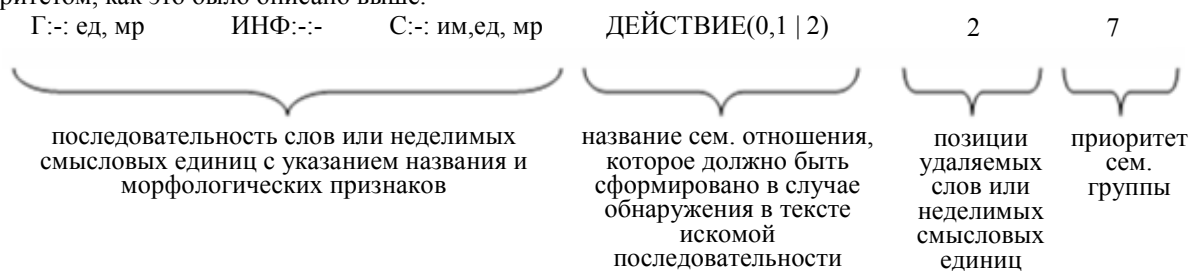 ритетом, как это было описано выше.
Г:-: ед, мр ИНФ:-:- С:-: им,ед, мр ДЕЙСТВИЕ(0,1 | 2) 2 7
последовательность слов или неделимых
смысловых единиц с указанием названия и
морфологических признаков
название сем. отношения,
которое должно быть
сформировано в случае
обнаружения в тексте
искомой
последовательности
позиции
удаляемых
слов или
неделимых
смысловых
единиц
приоритет
сем.
группы